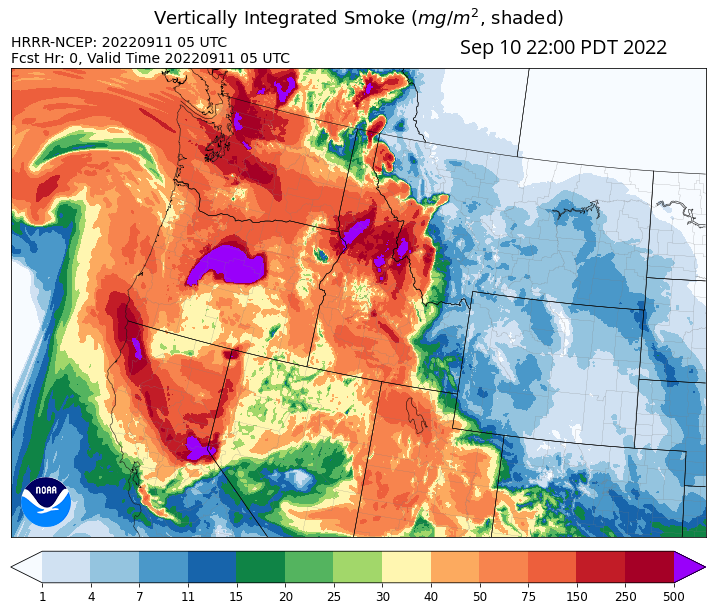 Vertically Integrated Smoke (mg/m², shaded)
HRRR-NCEP: 20220911 05 UTC
Sep 10 22:00 PDT 2022
Fcst Hr: 0, Valid Time 20220911 05 UTC
NOAA
1 4 7 11 15 20 25 30 40 50 75 150 250 500